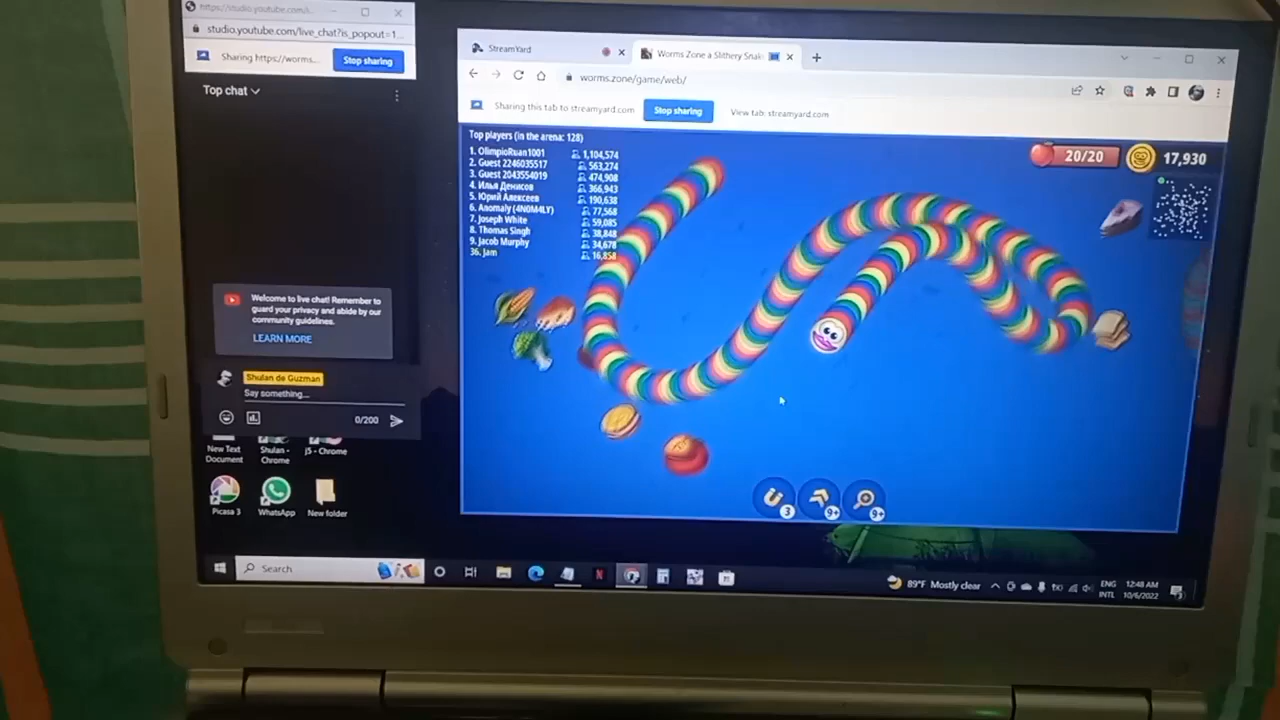 https://studio.youtube.com/l...
studio.youtube.com/live_chat?is_popout=1...
Sharing https://worms...
Stop sharing
Top chat
Welcome to live chat! Remember to
guard your privacy and abide by our
community guidelines.
LEARN MORE
Shulan de Guzman
Say something...
0/200
New Text
Document
Shulan -
Chrome
j5 - Chrome
Picasa 3
WhatsApp
New folder
StreamYard
Worms Zone a Slithery Snak
worms.zone/game/web/
Sharing this tab to streamyard.com
Stop sharing
View tab: streamyard.com
Top players (in the arena: 128)
1. OlimpioRuan1001 1,104,574
2. Guest 2246035517 563,274
3. Guest 2043554019 474,908
4. Илья Денисов 366,943
5. Юрий Алексеев 190,638
6. Anomaly (4N0M4LY) 77,568
7. Joseph White 59,085
8. Thomas Singh 38,848
9. Jacob Murphy 34,678
36. Jam 16,858
20/20
17,930
3
9+
9+
Search
89°F Mostly clear
ENG
INTL
12:48 AM
10/6/2022